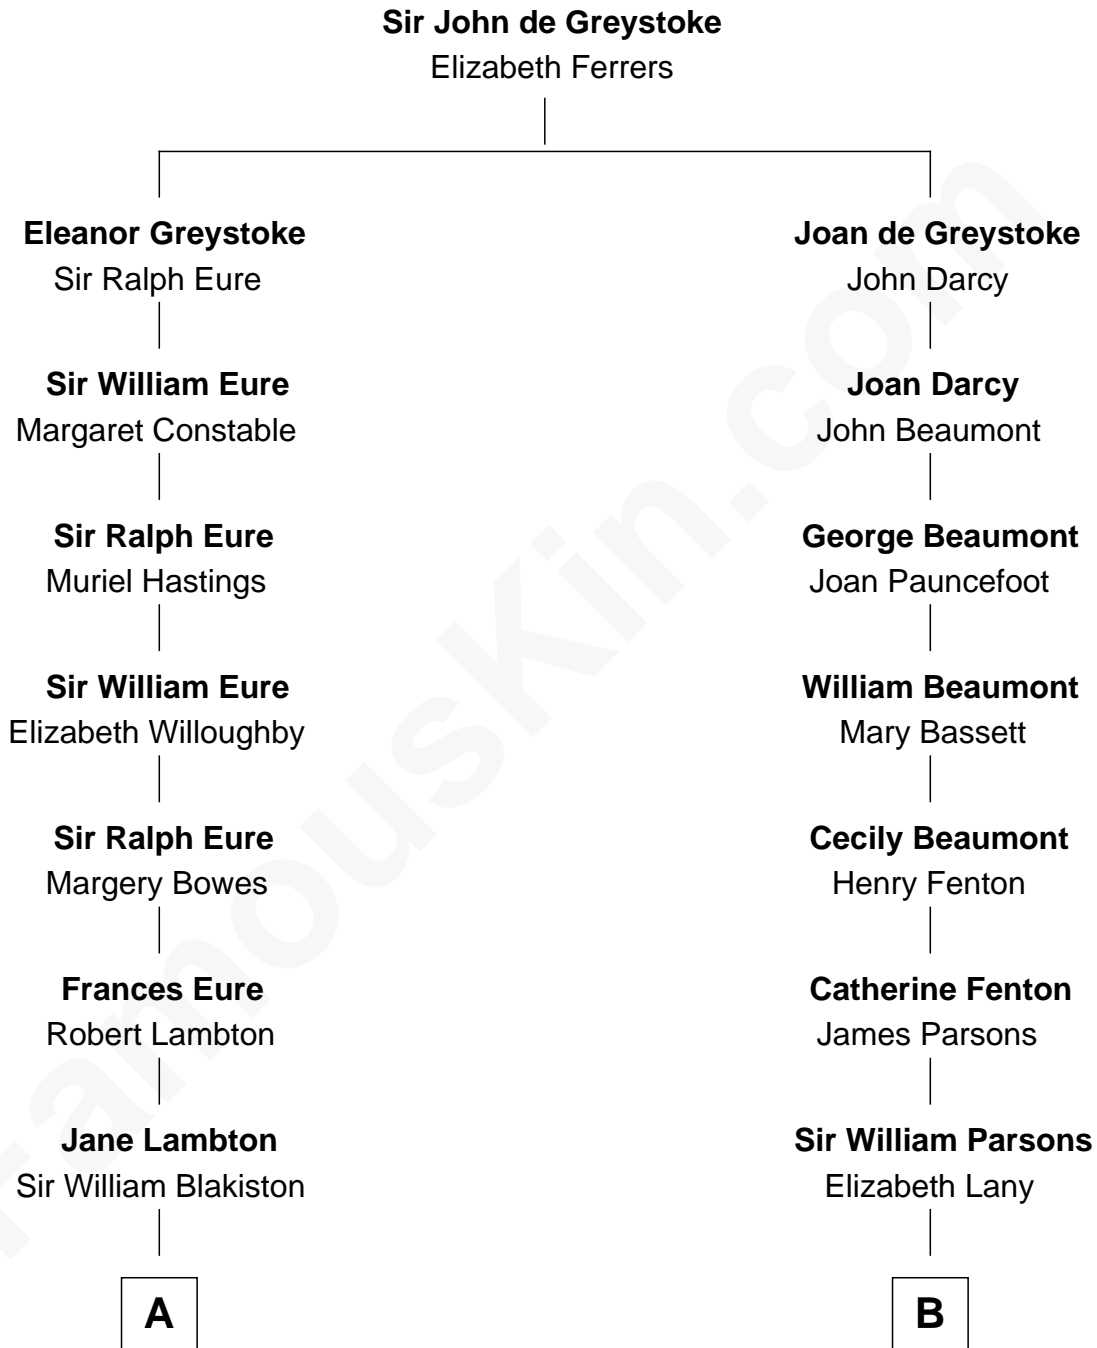 Sir John de Greystoke
Elizabeth Ferrers
Eleanor Greystoke
Sir Ralph Eure
Joan de Greystoke
John Darcy
Sir William Eure
Margaret Constable
Joan Darcy
John Beaumont
Sir Ralph Eure
Muriel Hastings
George Beaumont
Joan Pauncefoot
Sir William Eure
Elizabeth Willoughby
William Beaumont
Mary Bassett
Sir Ralph Eure
Margery Bowes
Cecily Beaumont
Henry Fenton
Frances Eure
Robert Lambton
Catherine Fenton
James Parsons
Jane Lambton
Sir William Blakiston
Sir William Parsons
Elizabeth Lany
A
B
FamousKin.com